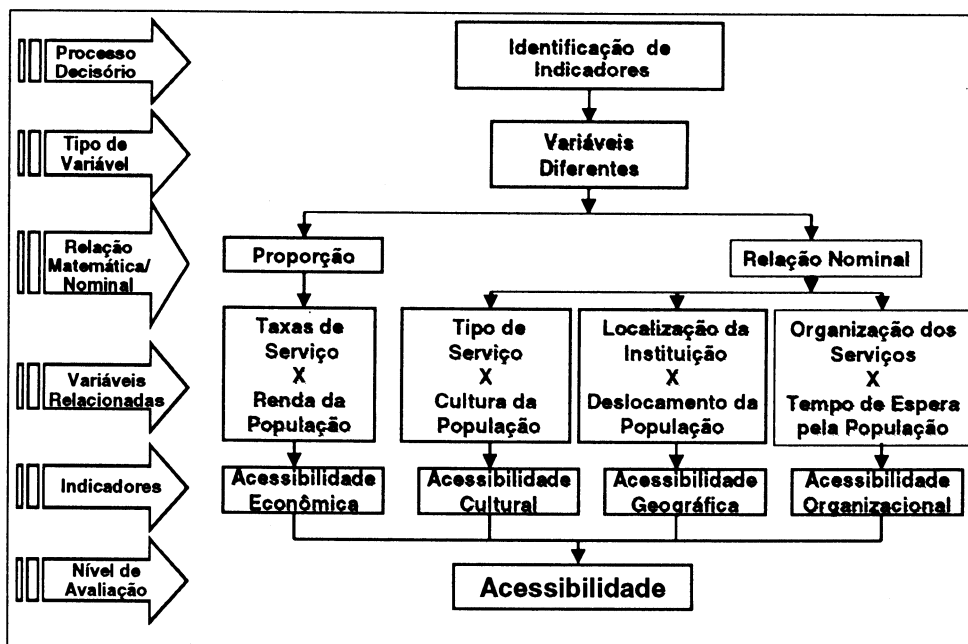 Processo
Decisório
Identificação de
Indicadores
Tipo de
Variável
Variáveis
Diferentes
Relação
Matemática/
Nominal
Proporção
Relação Nominal
Variáveis
Relacionadas
Taxas de
Serviço
X
Renda da
População
Tipo de
Serviço
X
Cultura da
População
Localização da
Instituição
X
Deslocamento da
População
Organização dos
Serviços
X
Tempo de Espera
pela População
Indicadores
Acessibilidade
Econômica
Acessibilidade
Cultural
Acessibilidade
Geográfica
Acessibilidade
Organizacional
Nível de
Avaliação
Acessibilidade